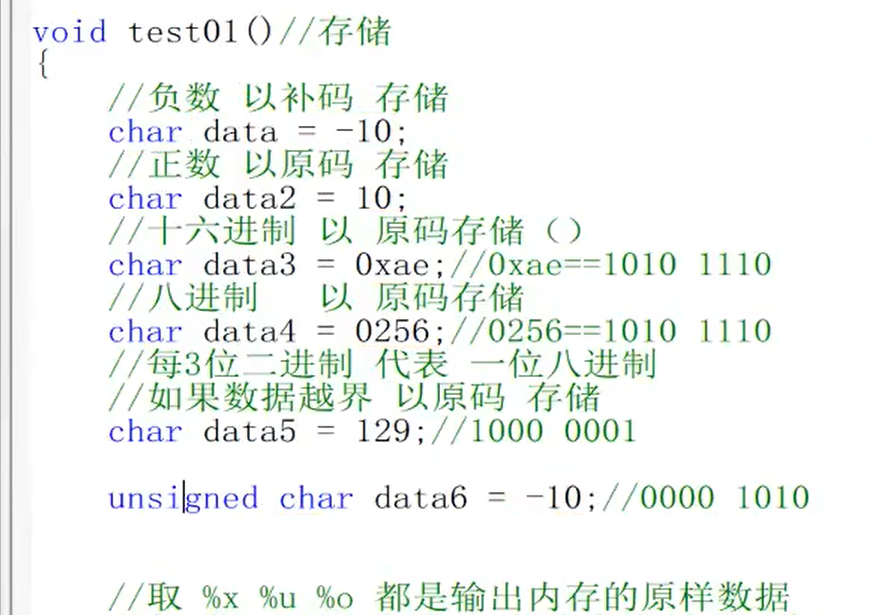 void test01()//存储
{
//负数 以补码 存储
char data = -10;
//正数 以原码 存储
char data2 = 10;
//十六进制 以 原码存储（）
char data3 = 0xae;//0xae==1010 1110
//八进制 以 原码存储
char data4 = 0256;//0256==1010 1110
//每3位二进制 代表 一位八进制
//如果数据越界 以原码 存储
char data5 = 129;//1000 0001
unsigned char data6 = -10;//0000 1010
//取 %x %u %o 都是输出内存的原样数据